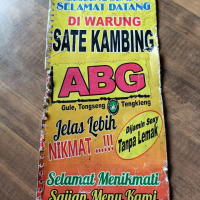 SELAMAT DATANG
DI WARUNG
SATE KAMBING
ABG
Gule, Tongseng Tengkleng
Jelas Lebih
NIKMAT ...!!!
Dijamin Suey
Tanpa Lemak
Selamat Menikmati
Sajian Menu Kami